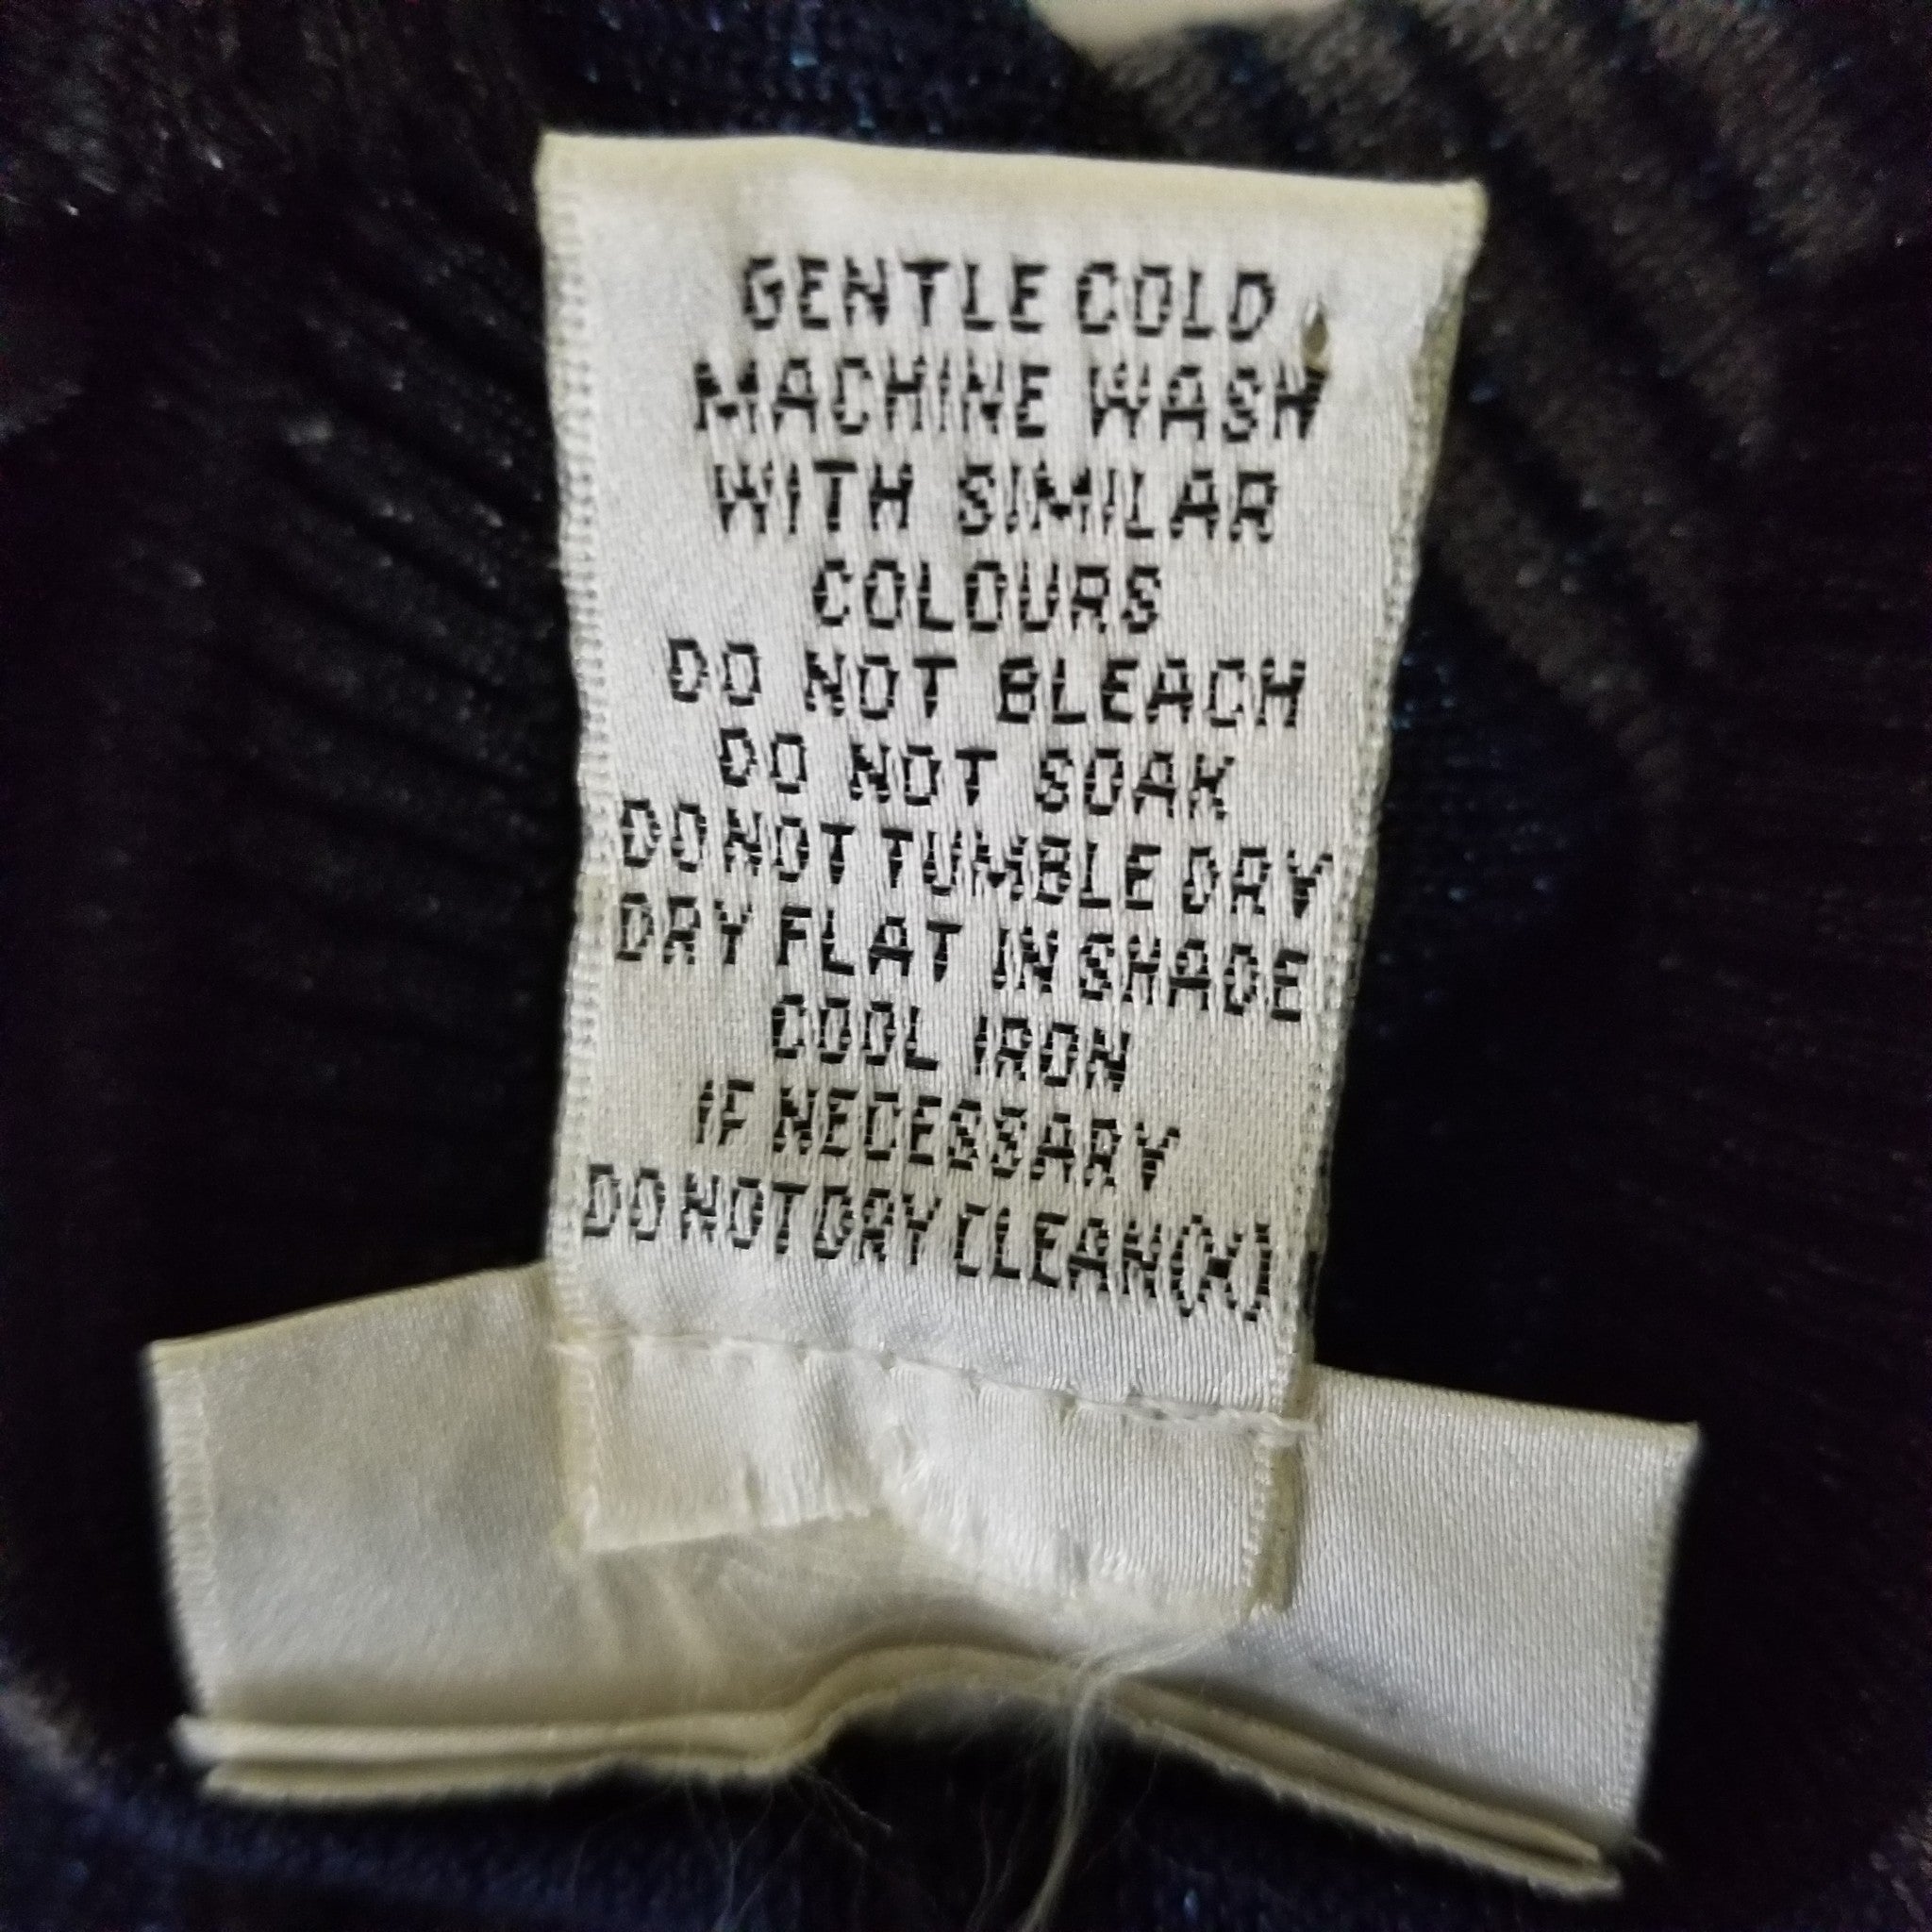 GENTLE COLD
MACHINE WASH
WITH SIMILAR
COLOURS
DO NOT BLEACH
DO NOT SOAK
DO NOT TUMBLE DRY
DRY FLAT IN SHADE
COOL IRON
IF NECESSARY
DO NOT DRY CLEAN(X)